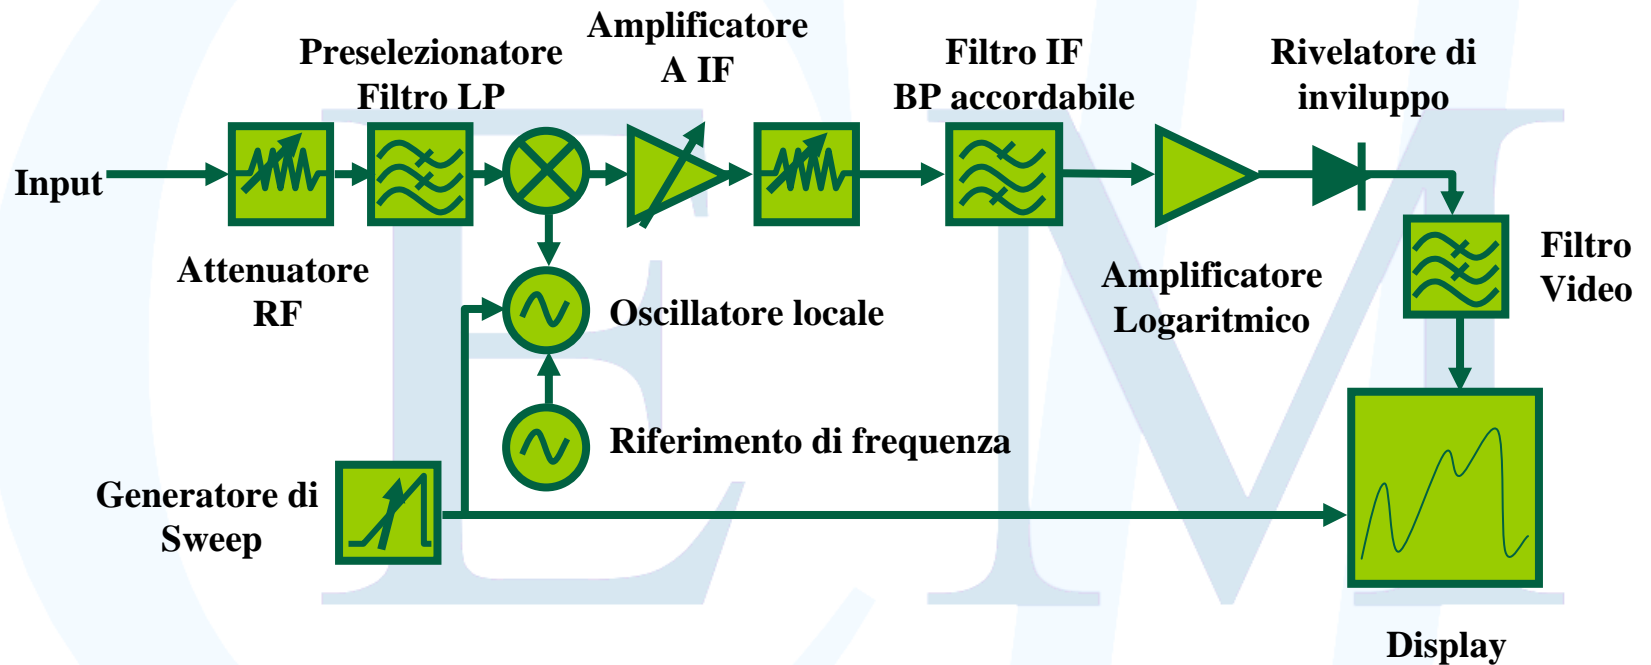 Amplificatore
A IF
Preselezionatore
Filtro LP
Filtro IF
BP accordabile
Rivelatore di
inviluppo
Input
Attenuatore
RF
Oscillatore locale
Amplificatore
Logaritmico
Filtro
Video
Riferimento di frequenza
Generatore di
Sweep
Display
EM